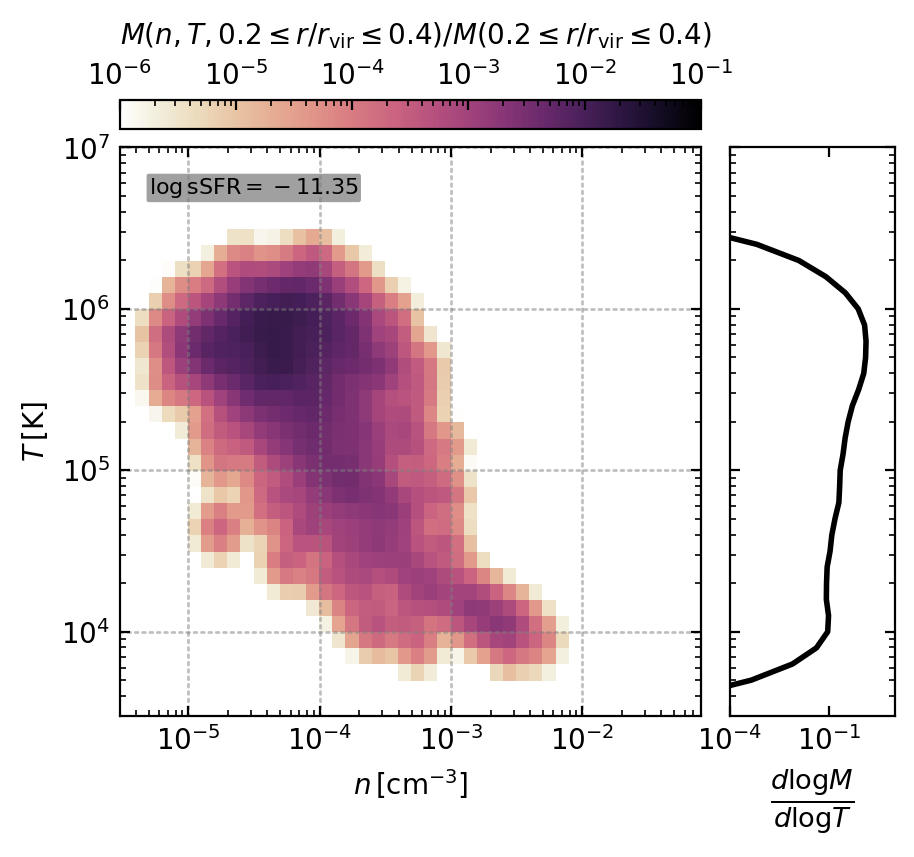 M(n, T, 0.2 ≤ r/r_vir ≤ 0.4)/M(0.2 ≤ r/r_vir ≤ 0.4)
10^−6 10^−5 10^−4 10^−3 10^−2 10^−1
log sSFR = −11.35
10^7
10^6
10^5
10^4
T [K]
10^−5 10^−4 10^−3 10^−2
n [cm^−3]
10^−4 10^−1
dlogM
dlogT